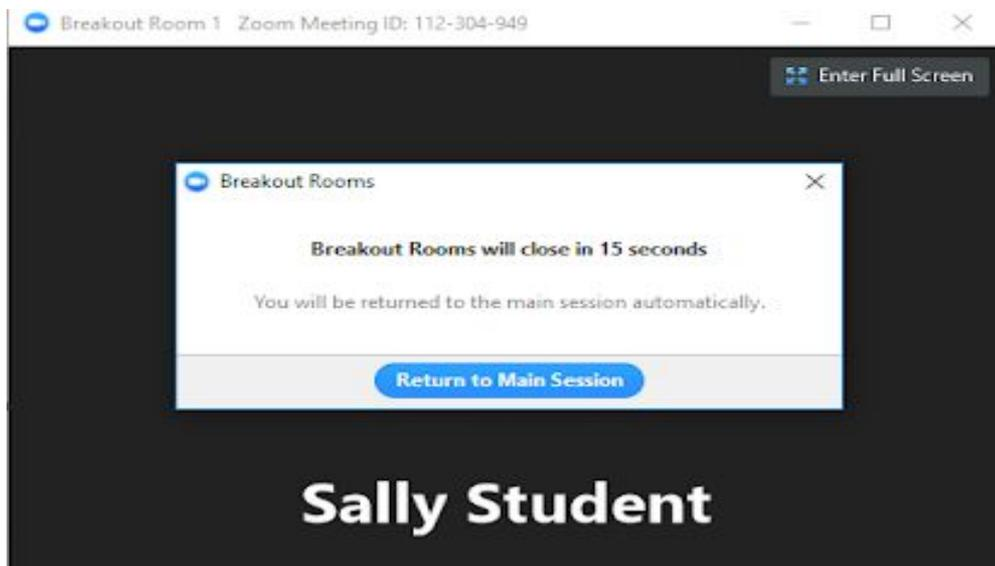 Breakout Room 1 Zoom Meeting ID: 112-304-949
Enter Full Screen
Breakout Rooms
Breakout Rooms will close in 15 seconds
You will be returned to the main session automatically.
Return to Main Session
Sally Student